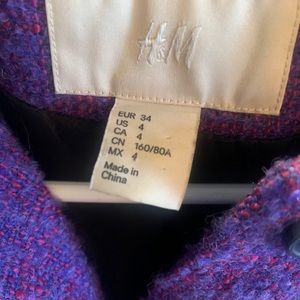 H&M
EUR 34
US 4
CA 4
CN 160/80A
MX 4
Made in
China